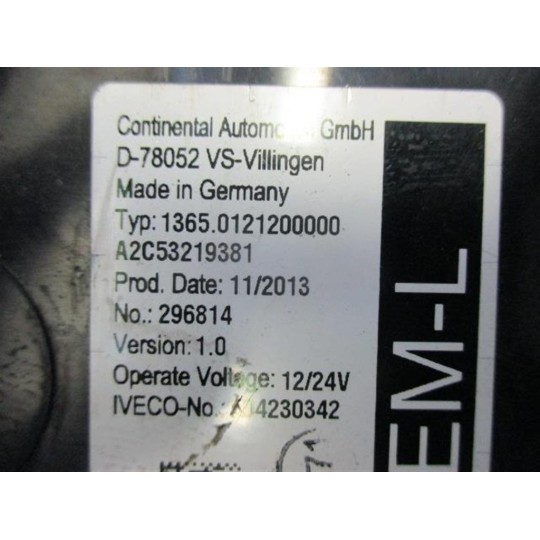 Continental GmbH
D-78052 VS-Villingen
Made in Germany
Typ: 1365.0121200000
A2C53219381
Prod. Date: 11/2013
No.: 296814
Version: 1.0
Operate Voltage: 12/24V
IVECO-No.:
EM-L
71